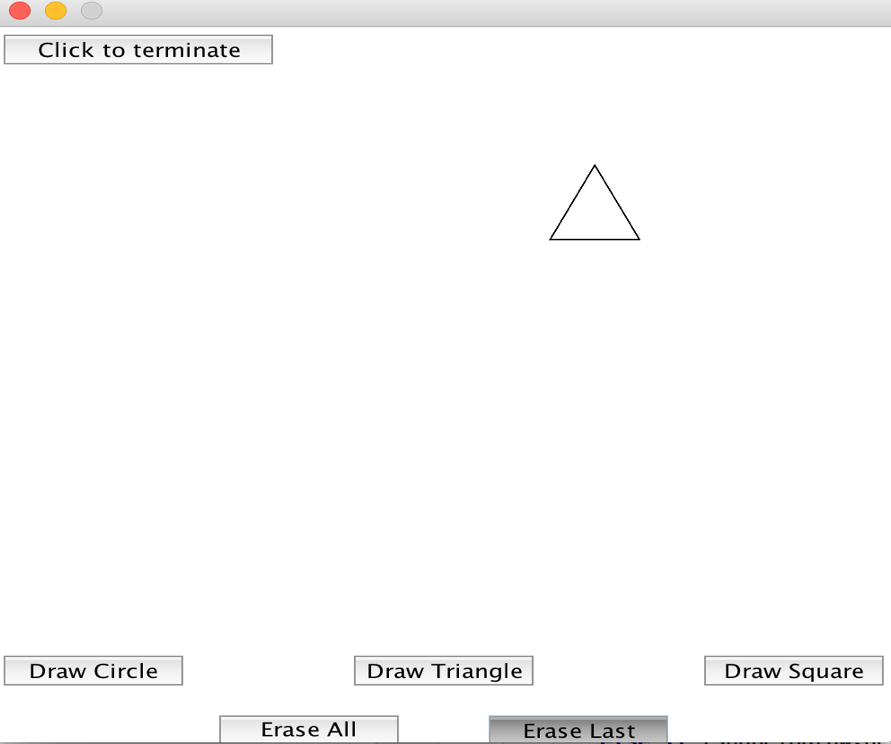 Click to terminate
Draw Circle
Draw Triangle
Draw Square
Erase All
Erase Last